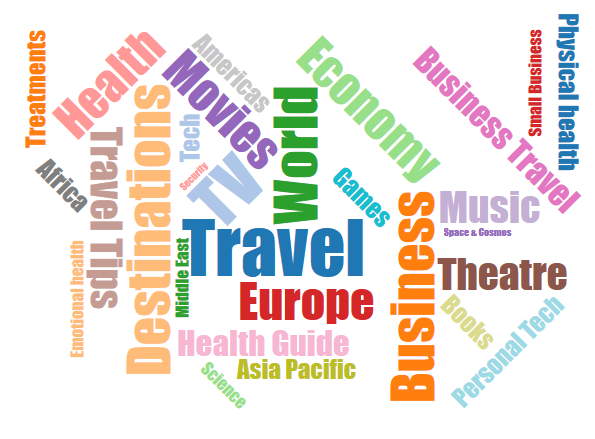 Treatments
Health
Americas
Movies
Economy
Business Travel
Small Business
Physical health
Africa
Travel Tips
Destinations
Tech
Security
TV
World
Games
Music
Space & Cosmos
Travel
Middle East
Emotional health
Europe
Business
Theatre
Health Guide
Books
Personal Tech
Asia Pacific
Science